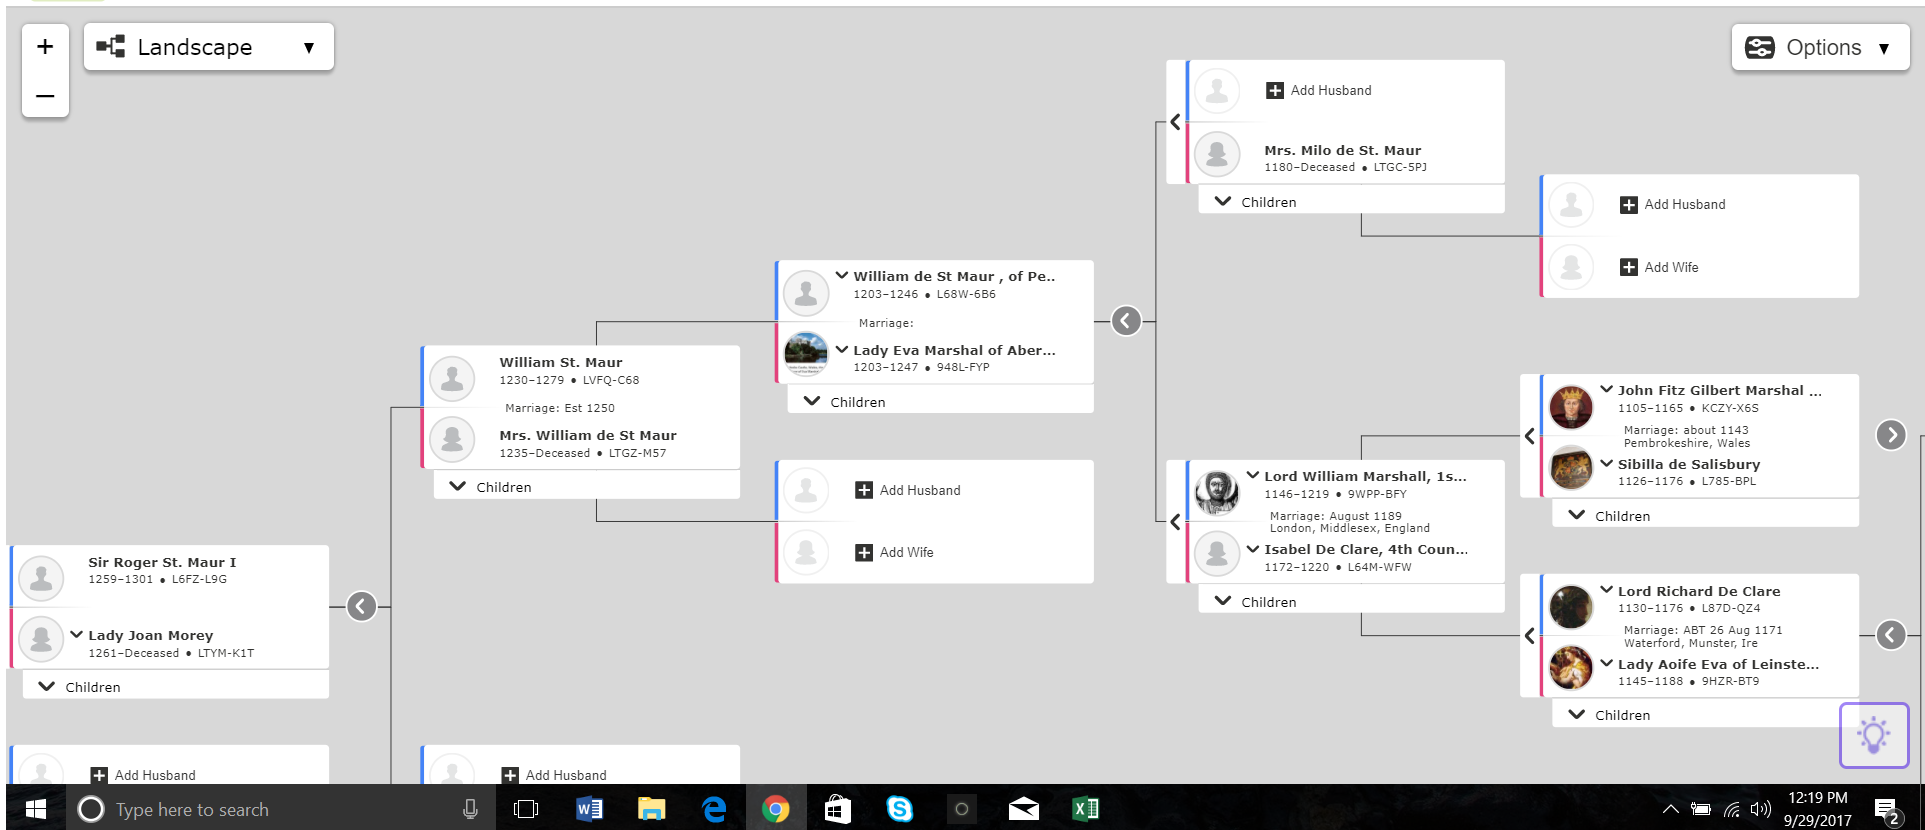 +
−
Landscape ▼
Options ▼
Add Husband
Mrs. Milo de St. Maur
1180–Deceased • LTGC-5PJ
Children
Add Husband
Add Wife
William de St Maur , of Pe..
1203–1246 • L68W-6B6
Marriage:
Lady Eva Marshal of Aber...
1203–1247 • 948L-FYP
Children
William St. Maur
1230–1279 • LVFQ-C68
Marriage: Est 1250
Mrs. William de St Maur
1235–Deceased • LTGZ-M57
Children
John Fitz Gilbert Marshal ...
1105–1165 • KCZY-X6S
Marriage: about 1143
Pembrokeshire, Wales
Sibilla de Salisbury
1126–1176 • L785-BPL
Children
Add Husband
Add Wife
Lord William Marshall, 1s...
1146–1219 • 9WPP-BFY
Marriage: August 1189
London, Middlesex, England
Isabel De Clare, 4th Coun...
1172–1220 • L64M-WFW
Children
Sir Roger St. Maur I
1259–1301 • L6FZ-L9G
Lady Joan Morey
1261–Deceased • LTYM-K1T
Children
Lord Richard De Clare
1130–1176 • L87D-QZ4
Marriage: ABT 26 Aug 1171
Waterford, Munster, Ire
Lady Aoife Eva of Leinste...
1145–1188 • 9HZR-BT9
Children
Add Husband
Add Husband
Type here to search
12:19 PM
9/29/2017
2